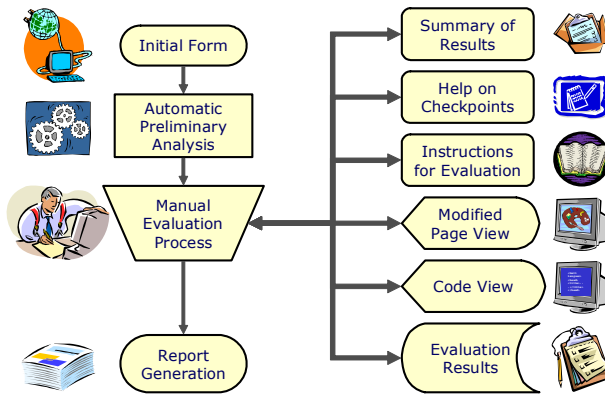 Initial Form
Automatic
Preliminary
Analysis
Manual
Evaluation
Process
Report
Generation
Summary of
Results
Help on
Checkpoints
Instructions
for Evaluation
Modified
Page View
Code View
Evaluation
Results